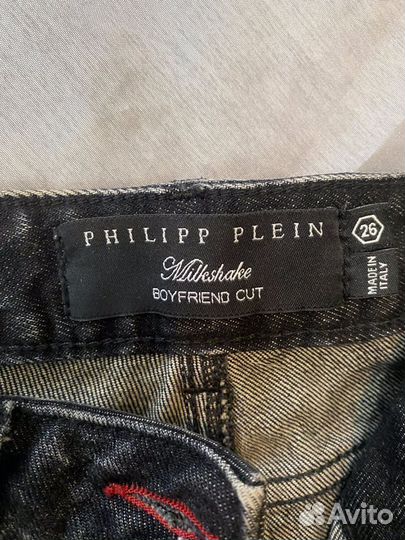 PHILIPP PLEIN
Milkshake
BOYFRIEND CUT
26
MADE IN
ITALY
Avito